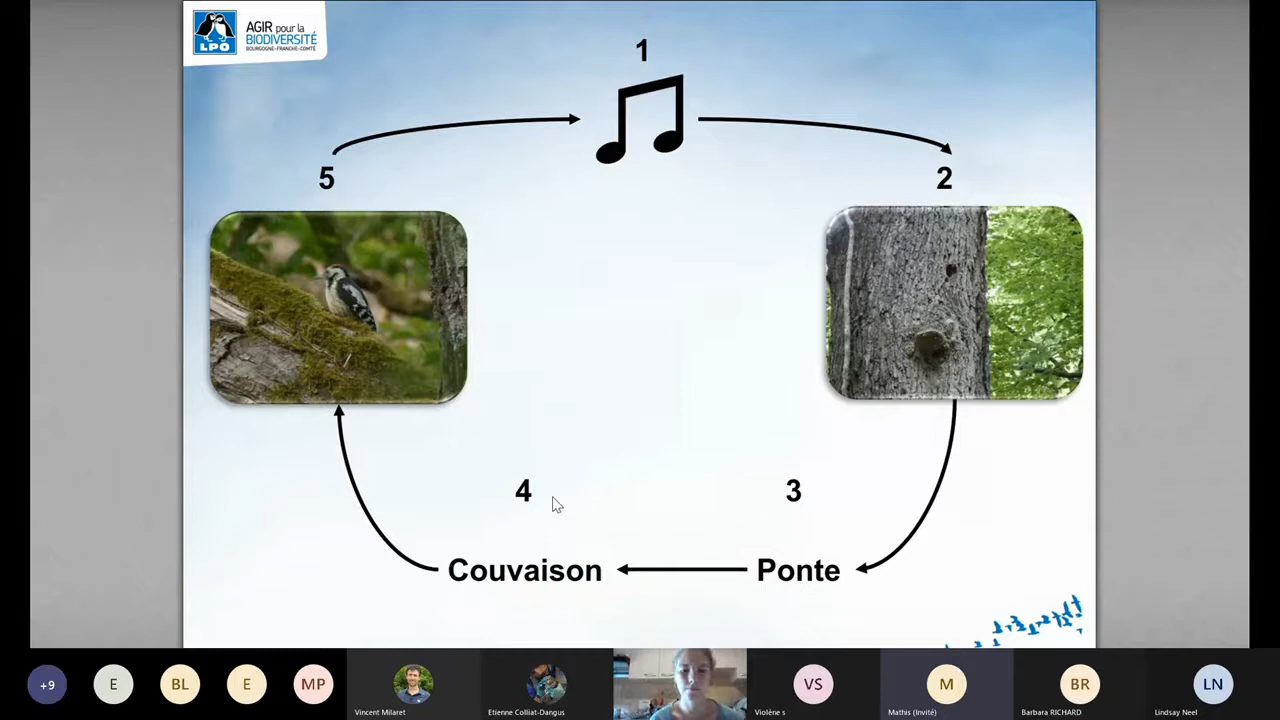 LPO
AGIR pour la
BIODIVERSITÉ
BOURGOGNE-FRANCHE-COMTÉ
1
5
2
4
3
Couvaison
Ponte
+9
E
BL
E
MP
Vincent Milaret
Etienne Colliat-Dangus
VS
Violène s
M
Mathis (Invité)
BR
Barbara RICHARD
LN
Lindsay Neel